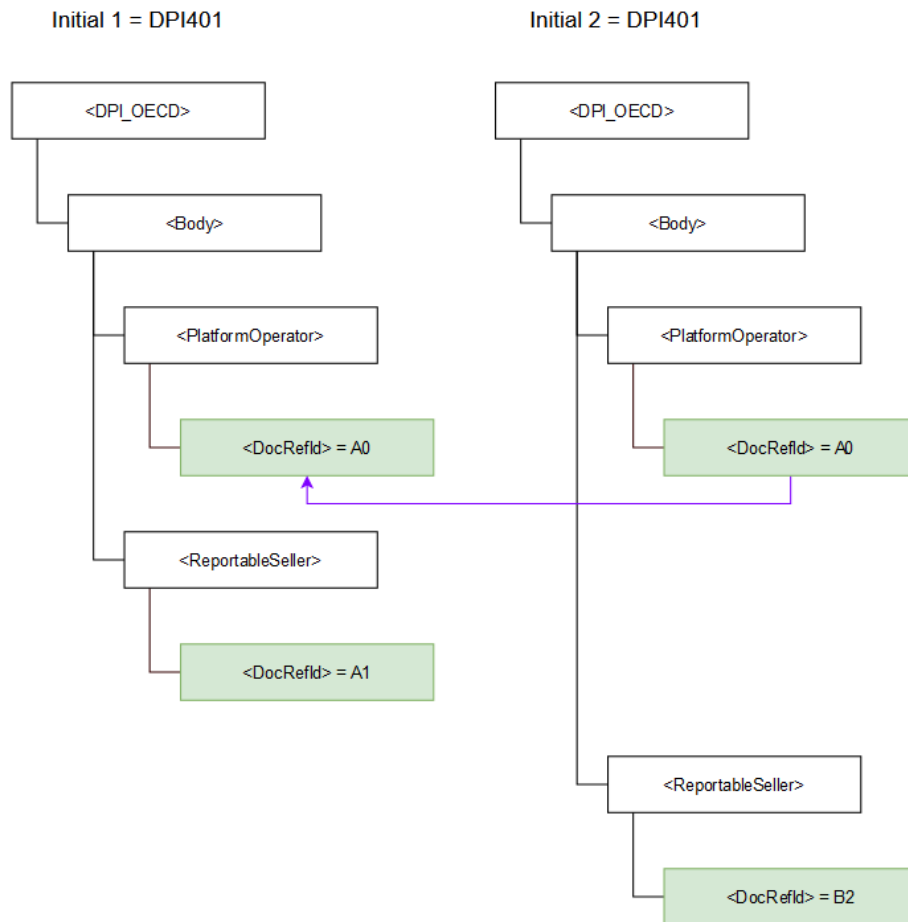 Initial 1 = DPI401
Initial 2 = DPI401
<DPI_OECD>
<DPI_OECD>
<Body>
<Body>
<PlatformOperator>
<PlatformOperator>
<DocRefId> = A0
<DocRefId> = A0
<ReportableSeller>
<DocRefId> = A1
<ReportableSeller>
<DocRefId> = B2